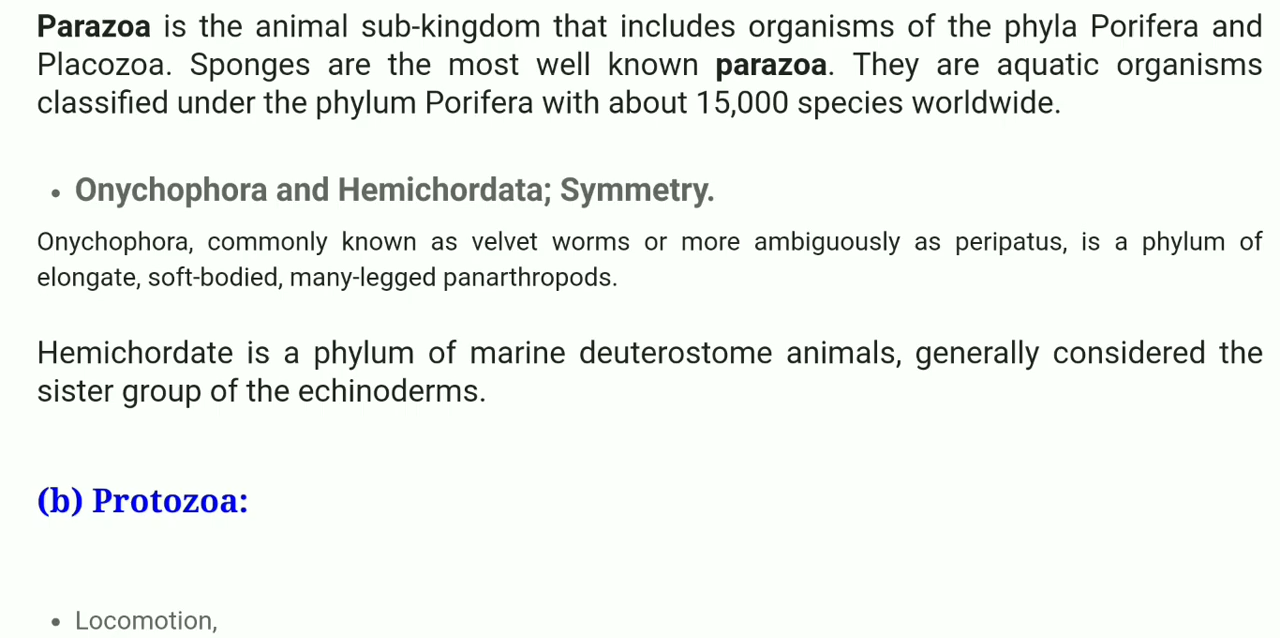 Parazoa is the animal sub-kingdom that includes organisms of the phyla Porifera and
Placozoa. Sponges are the most well known parazoa. They are aquatic organisms
classified under the phylum Porifera with about 15,000 species worldwide.
• Onychophora and Hemichordata; Symmetry.
Onychophora, commonly known as velvet worms or more ambiguously as peripatus, is a phylum of
elongate, soft-bodied, many-legged panarthropods.
Hemichordate is a phylum of marine deuterostome animals, generally considered the
sister group of the echinoderms.
(b) Protozoa:
• Locomotion,